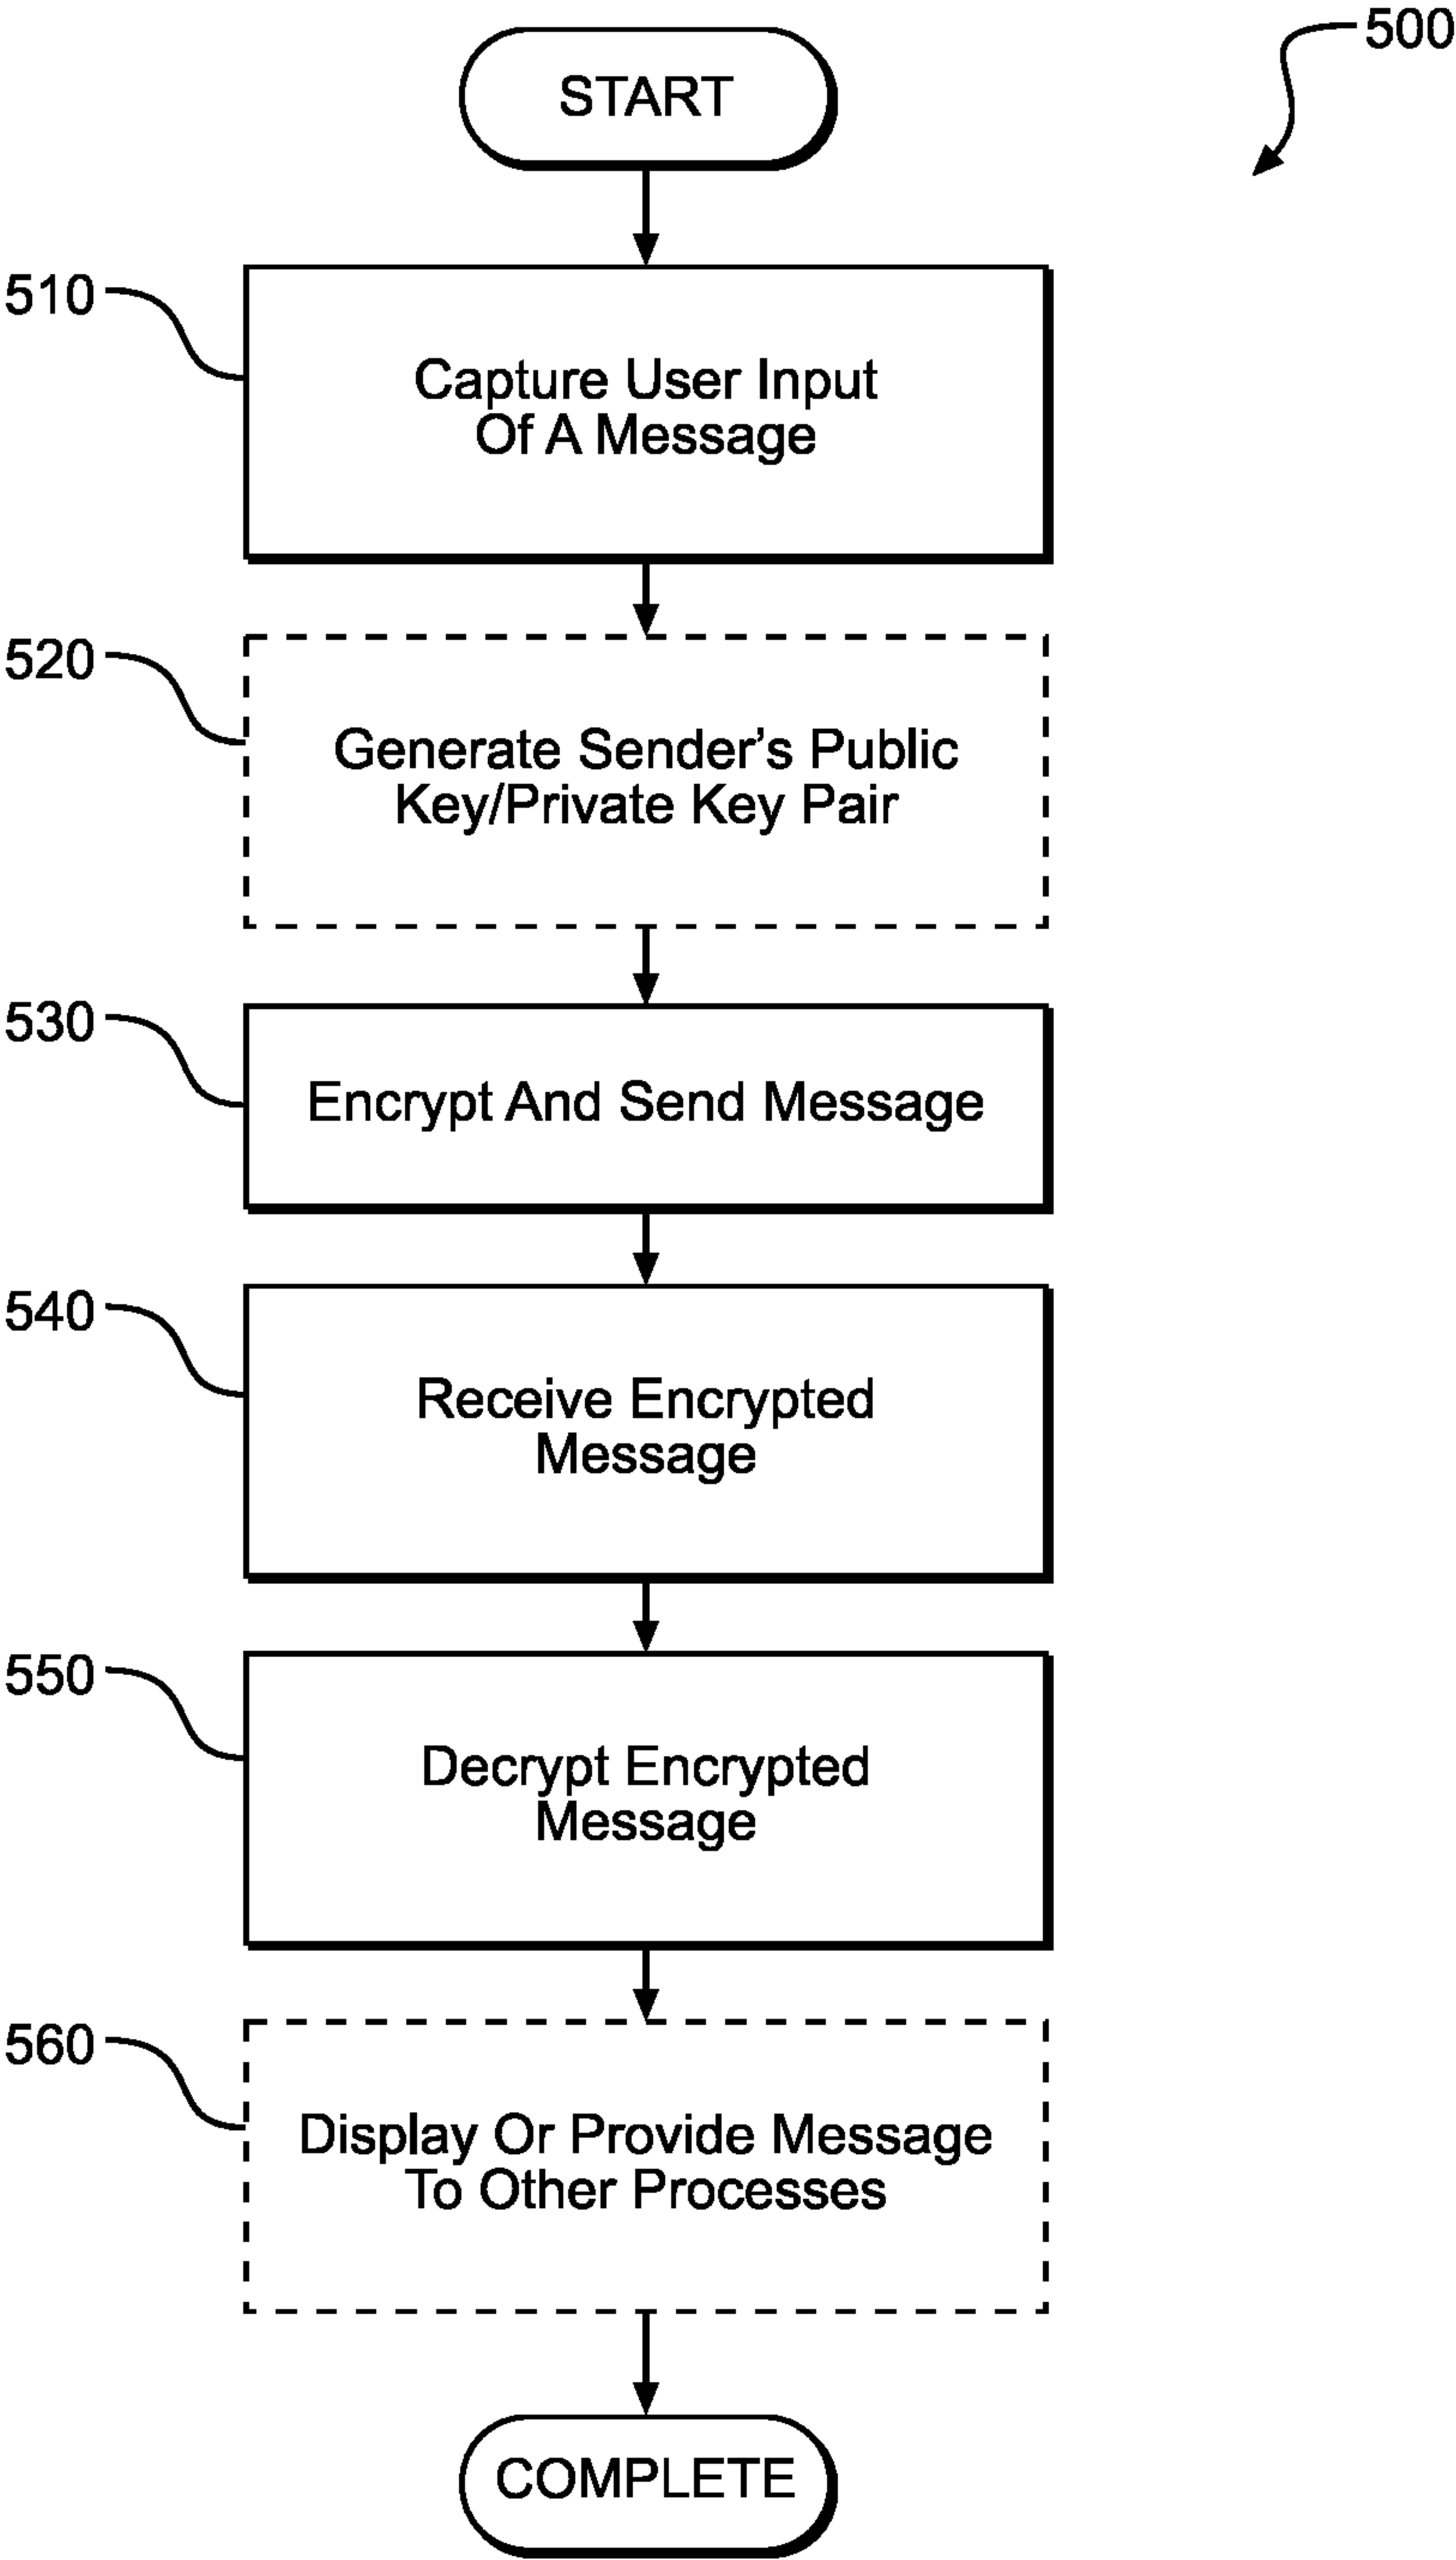 500
START
510
Capture User Input
Of A Message
520
Generate Sender’s Public
Key/Private Key Pair
530
Encrypt And Send Message
540
Receive Encrypted
Message
550
Decrypt Encrypted
Message
560
Display Or Provide Message
To Other Processes
COMPLETE